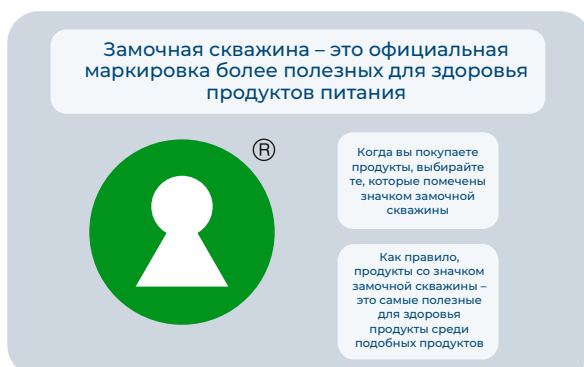 Замочная скважина – это официальная
маркировка более полезных для здоровья
продуктов питания
®
Когда вы покупаете
продукты, выбирайте
те, которые помечены
значком замочной
скважины
Как правило,
продукты со значком
замочной скважины –
это самые полезные
для здоровья
продукты среди
подобных продуктов